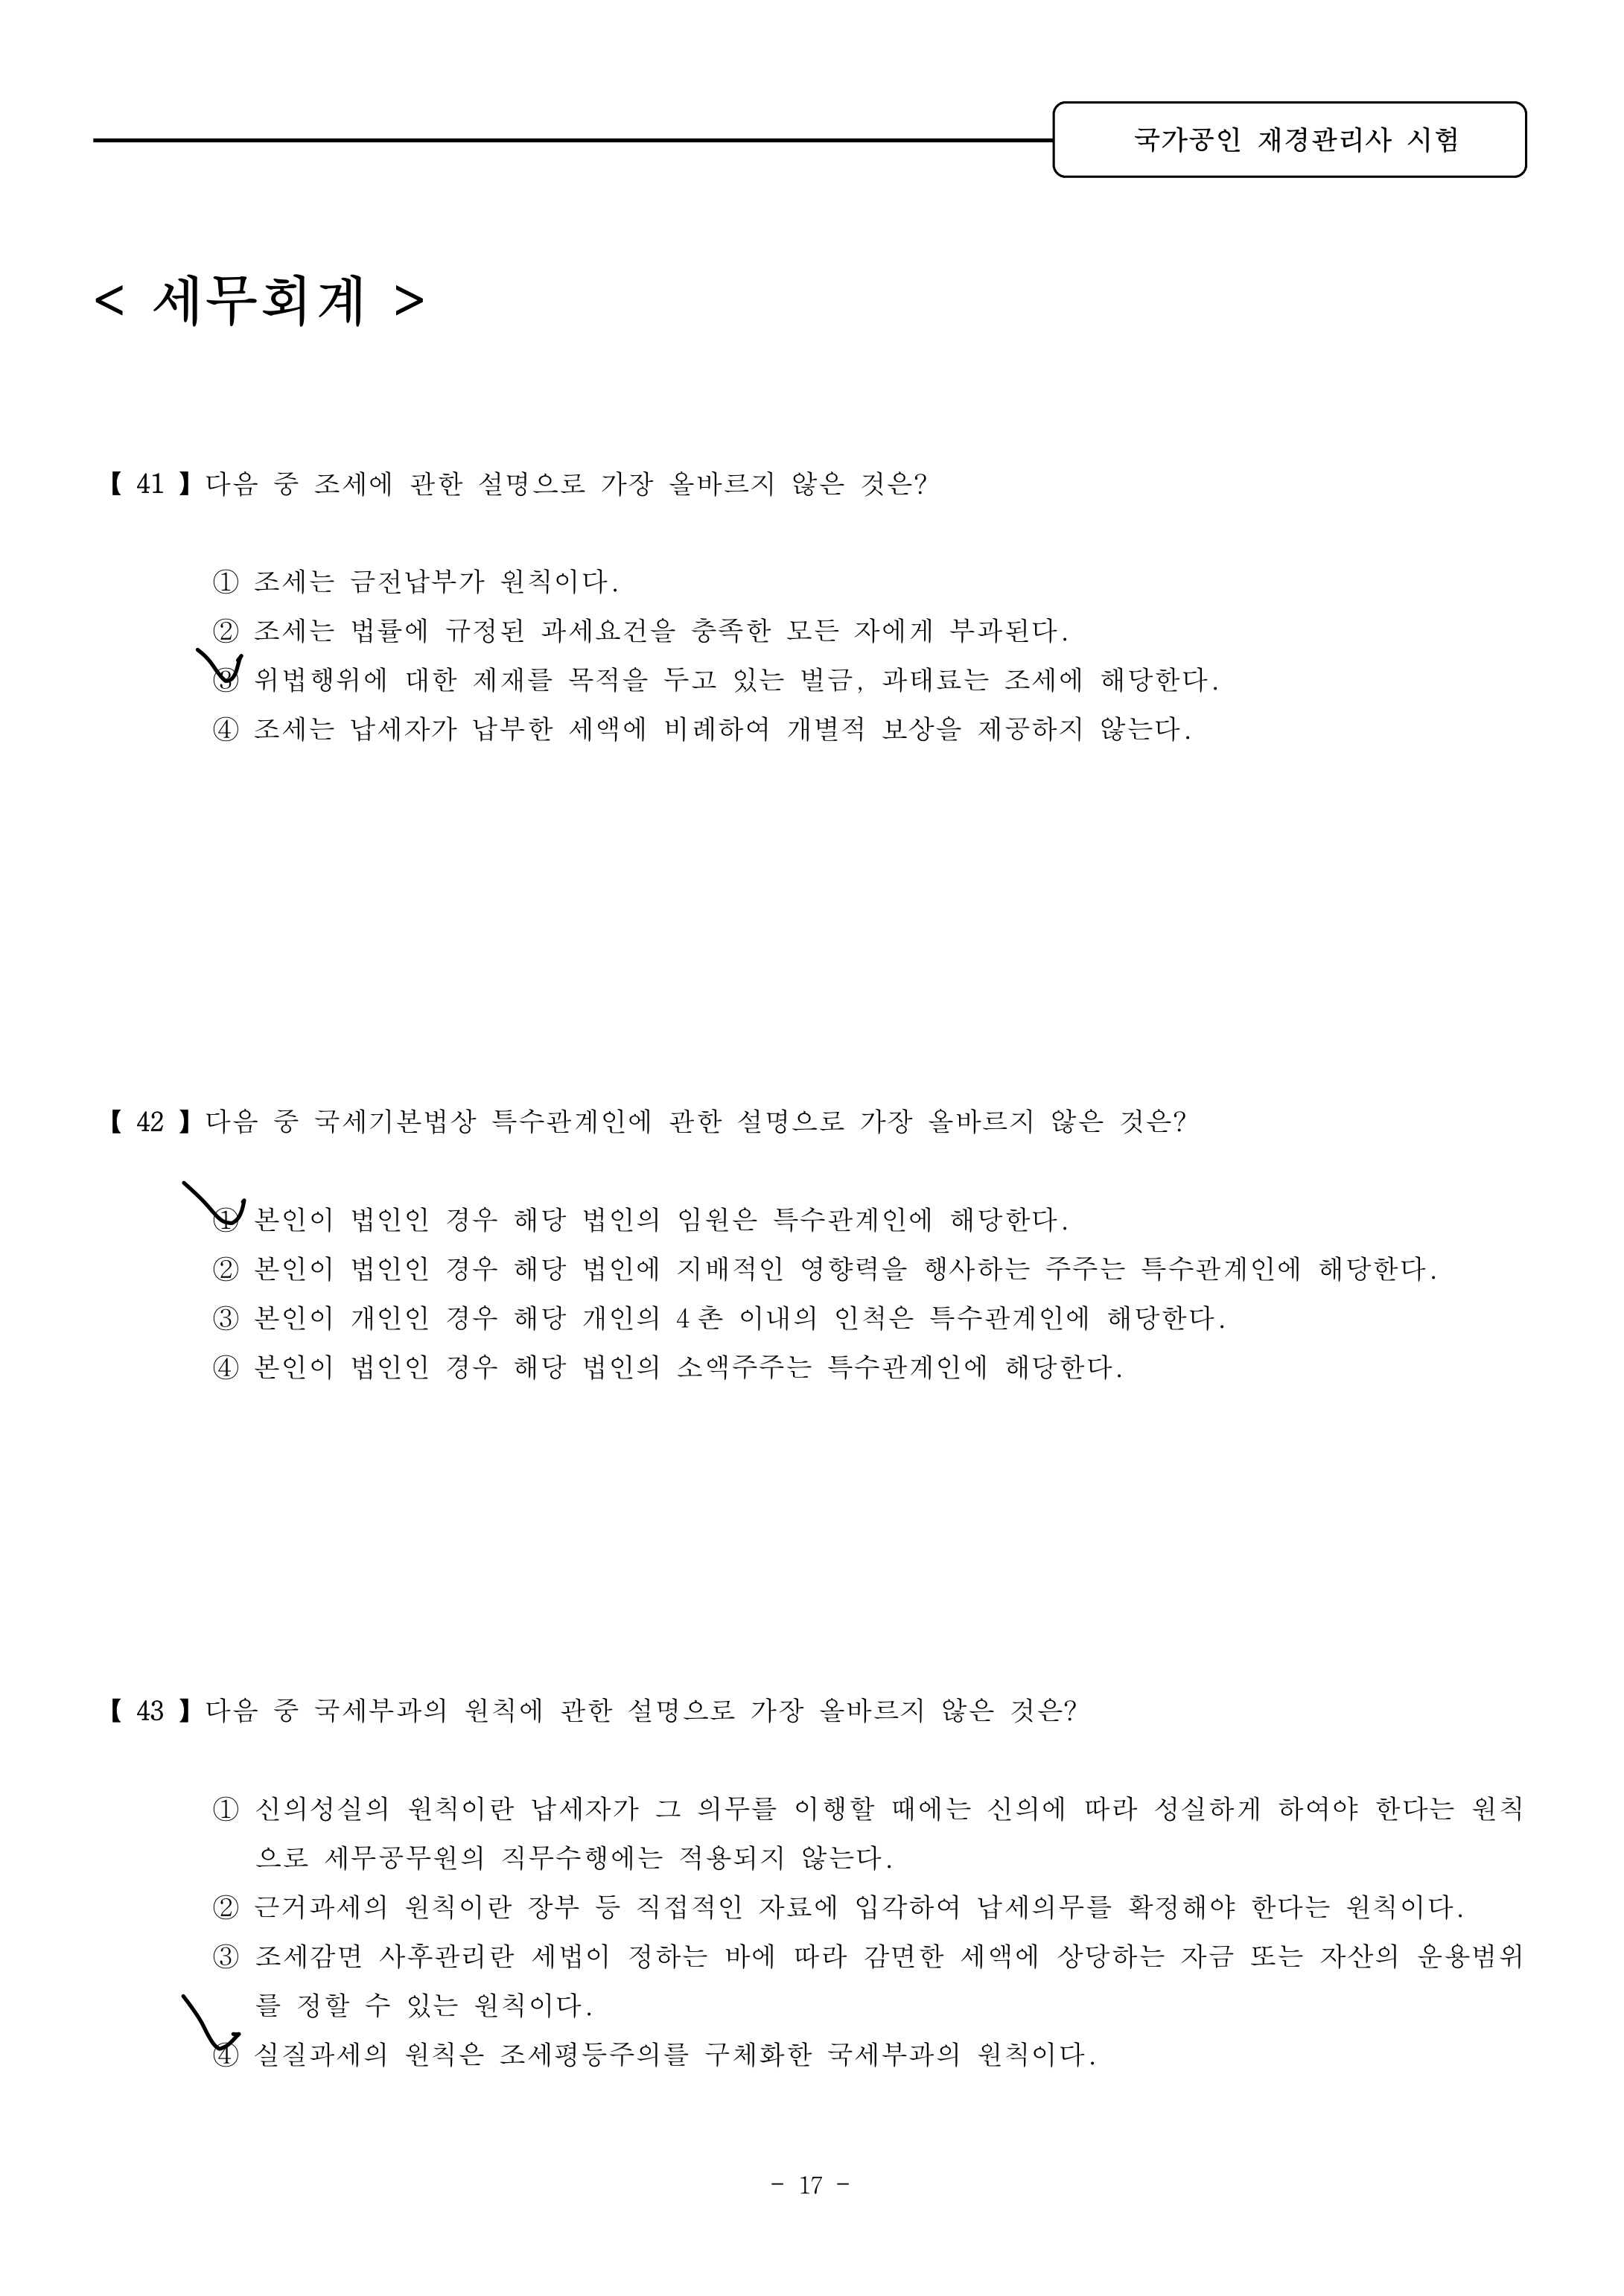 국가공인 재경관리사 시험
< 세무회계 >
【 41 】 다음 중 조세에 관한 설명으로 가장 올바르지 않은 것은?
① 조세는 금전납부가 원칙이다.
② 조세는 법률에 규정된 과세요건을 충족한 모든 자에게 부과된다.
③ 위법행위에 대한 제재를 목적을 두고 있는 벌금, 과태료는 조세에 해당한다.
④ 조세는 납세자가 납부한 세액에 비례하여 개별적 보상을 제공하지 않는다.
【 42 】 다음 중 국세기본법상 특수관계인에 관한 설명으로 가장 올바르지 않은 것은?
① 본인이 법인인 경우 해당 법인의 임원은 특수관계인에 해당한다.
② 본인이 법인인 경우 해당 법인에 지배적인 영향력을 행사하는 주주는 특수관계인에 해당한다.
③ 본인이 개인인 경우 해당 개인의 4촌 이내의 인척은 특수관계인에 해당한다.
④ 본인이 법인인 경우 해당 법인의 소액주주는 특수관계인에 해당한다.
【 43 】 다음 중 국세부과의 원칙에 관한 설명으로 가장 올바르지 않은 것은?
① 신의성실의 원칙이란 납세자가 그 의무를 이행할 때에는 신의에 따라 성실하게 하여야 한다는 원칙
으로 세무공무원의 직무수행에는 적용되지 않는다.
② 근거과세의 원칙이란 장부 등 직접적인 자료에 입각하여 납세의무를 확정해야 한다는 원칙이다.
③ 조세감면 사후관리란 세법이 정하는 바에 따라 감면한 세액에 상당하는 자금 또는 자산의 운용범위
를 정할 수 있는 원칙이다.
④ 실질과세의 원칙은 조세평등주의를 구체화한 국세부과의 원칙이다.
- 17 -